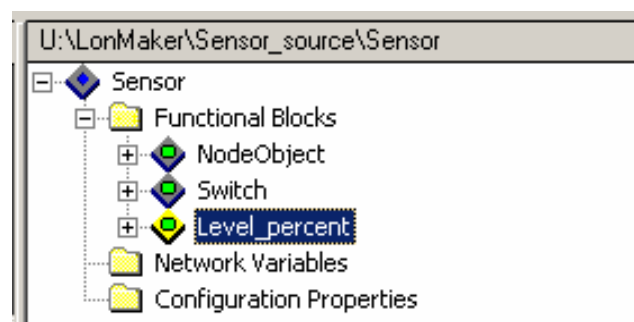 U:\LonMaker\Sensor_source\Sensor
Sensor
Functional Blocks
NodeObject
Switch
Level_percent
Network Variables
Configuration Properties